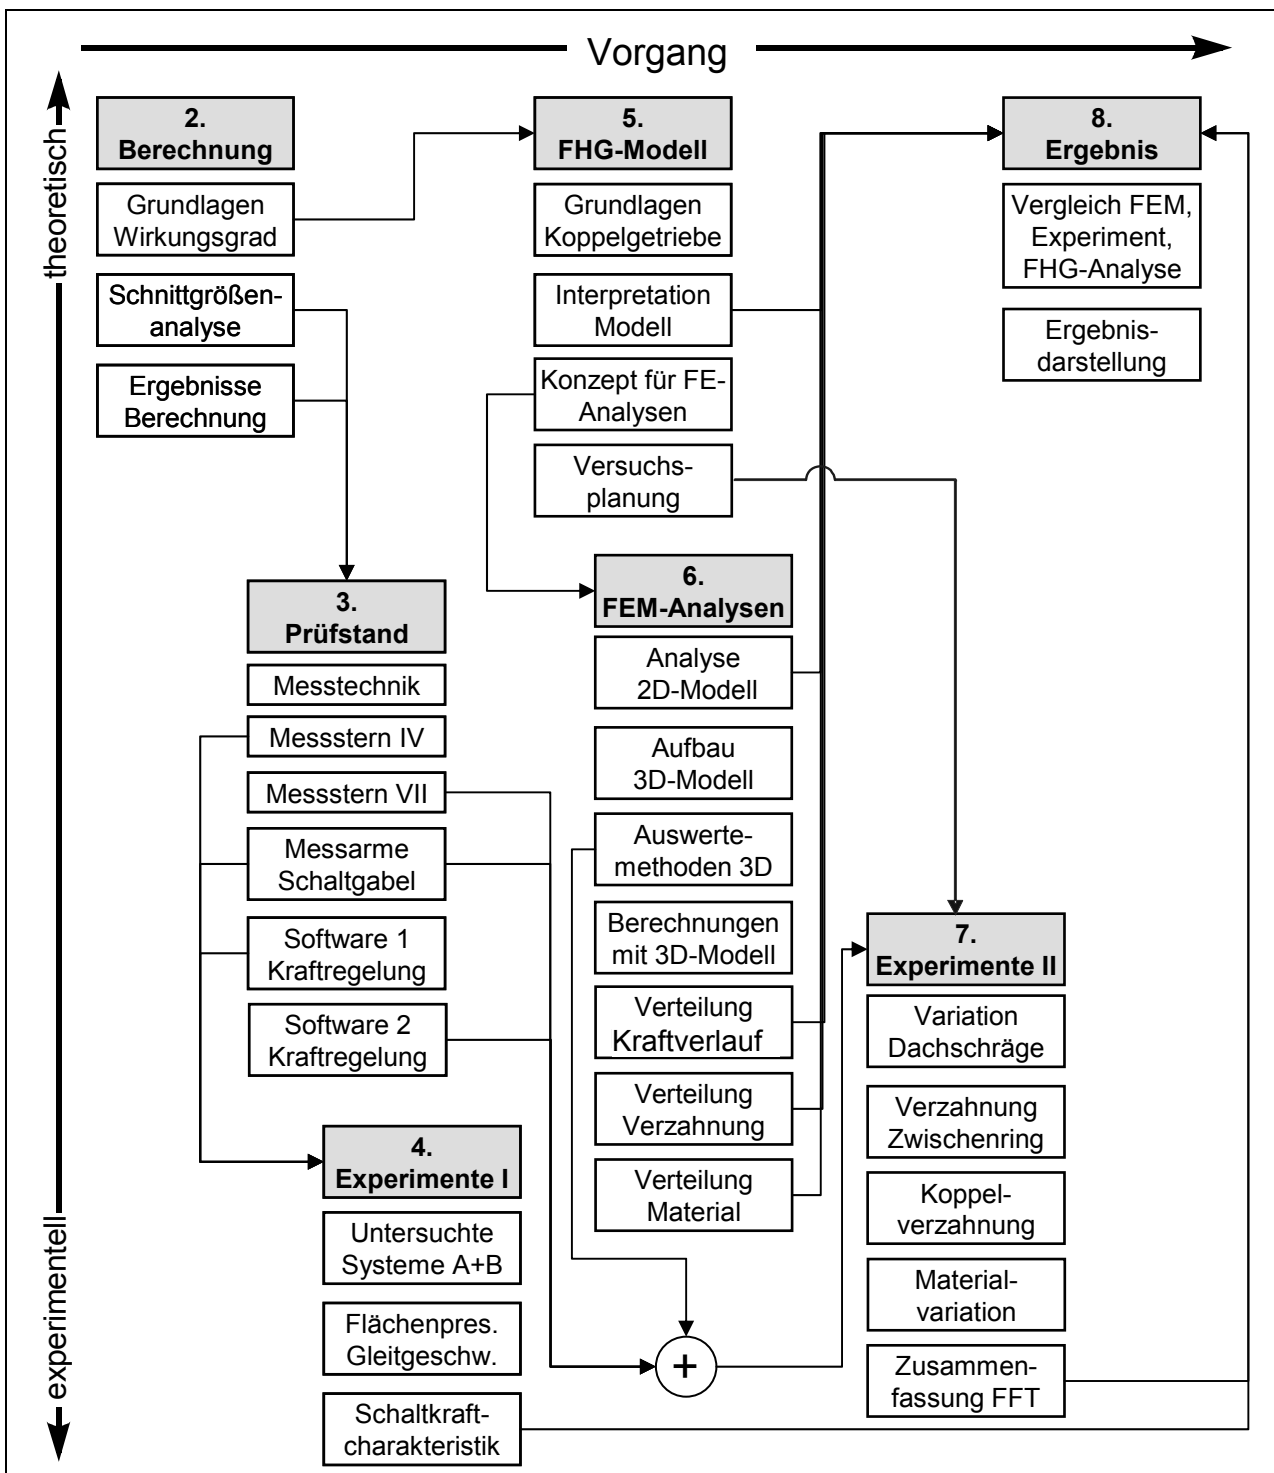 Vorgang
theoretisch
experimentell
2.
Berechnung
Grundlagen
Wirkungsgrad
Schnittgrößen-
analyse
Ergebnisse
Berechnung
3.
Prüfstand
Messtechnik
Messstern IV
Messstern VII
Messarme
Schaltgabel
Software 1
Kraftregelung
Software 2
Kraftregelung
4.
Experimente I
Untersuchte
Systeme A+B
Flächenpres.
Gleitgeschw.
Schaltkraft-
charakteristik
5.
FHG-Modell
Grundlagen
Koppelgetriebe
Interpretation
Modell
Konzept für FE-
Analysen
Versuchs-
planung
6.
FEM-Analysen
Analyse
2D-Modell
Aufbau
3D-Modell
Auswerte-
methoden 3D
Berechnungen
mit 3D-Modell
Verteilung
Kraftverlauf
Verteilung
Verzahnung
Verteilung
Material
+
7.
Experimente II
Variation
Dachschräge
Verzahnung
Zwischenring
Koppel-
verzahnung
Material-
variation
Zusammen-
fassung FFT
8.
Ergebnis
Vergleich FEM,
Experiment,
FHG-Analyse
Ergebnis-
darstellung